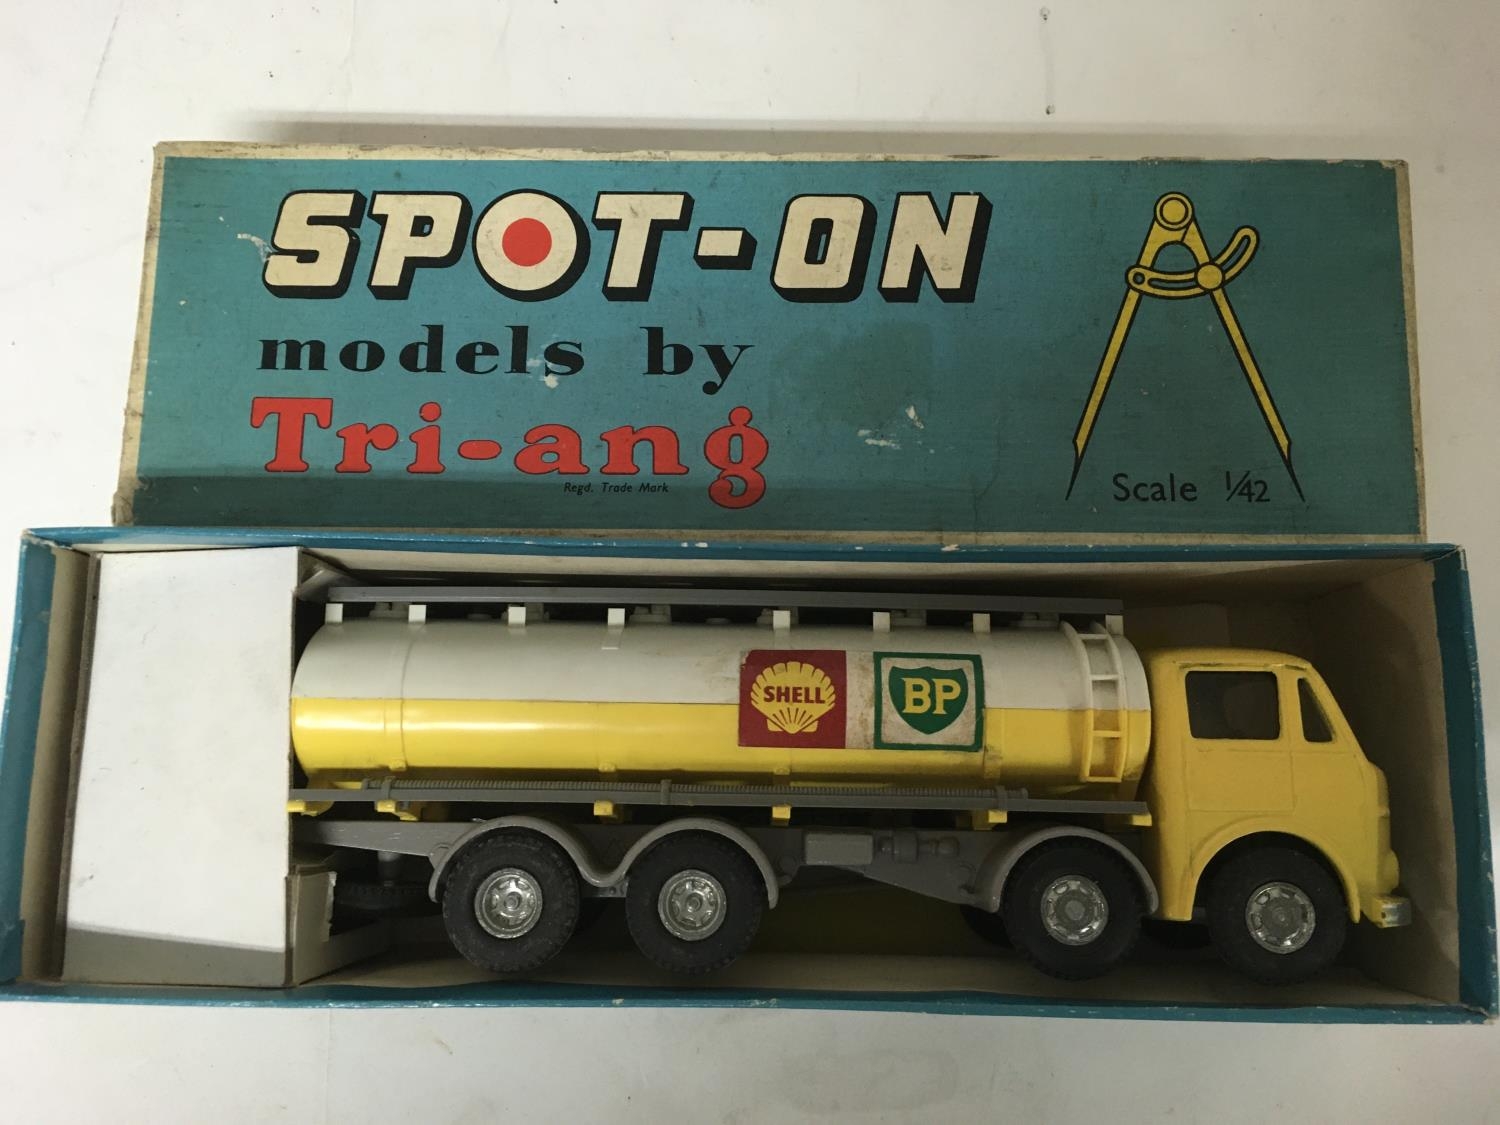 SPOT-ON
models by
Tri-ang
Regd. Trade Mark
Scale 1/42
SHELL
BP